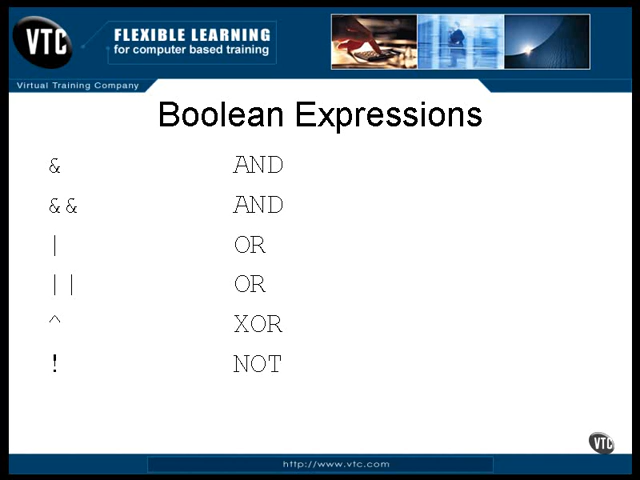 VTC
FLEXIBLE LEARNING
for computer based training
Virtual Training Company
Boolean Expressions
& AND
&& AND
| OR
|| OR
^ XOR
! NOT
VTC
http://www.vtc.com